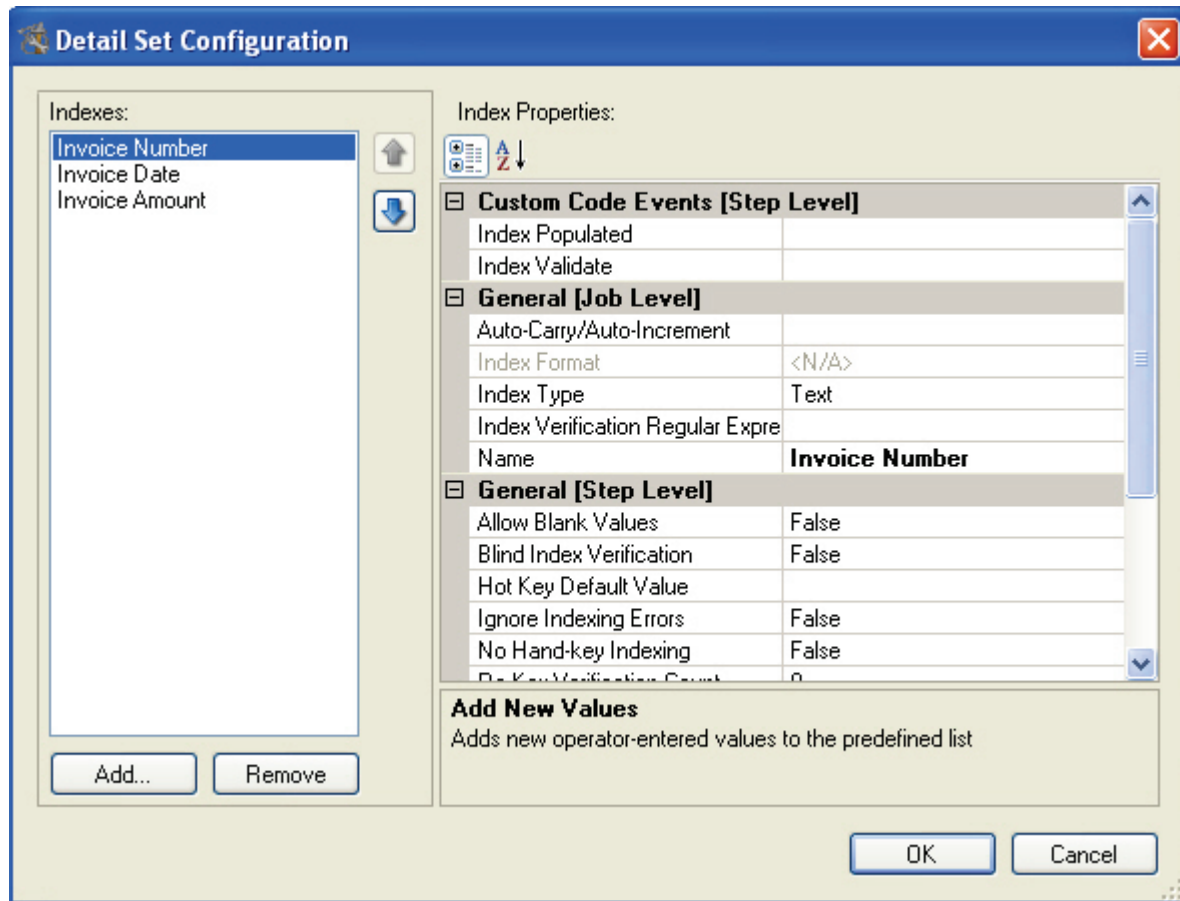 Detail Set Configuration
Indexes:
Invoice Number
Invoice Date
Invoice Amount
Add...
Remove
Index Properties:
A
Z
Custom Code Events [Step Level]
Index Populated
Index Validate
General [Job Level]
Auto-Carry/Auto-Increment
Index Format <N/A>
Index Type Text
Index Verification Regular Expre
Name Invoice Number
General [Step Level]
Allow Blank Values False
Blind Index Verification False
Hot Key Default Value
Ignore Indexing Errors False
No Hand-key Indexing False
Add New Values
Adds new operator-entered values to the predefined list
OK
Cancel